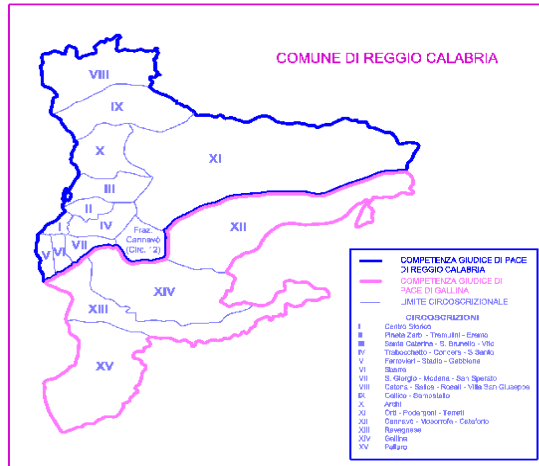 COMUNE DI REGGIO CALABRIA
VIII
IX
X
XI
III
II
I
IV
Fraz.
Cannavò
(Circ. 12)
XII
V
VI
VII
XIV
XIII
XV
COMPETENZA GIUDICE DI PACE
DI REGGIO CALABRIA
COMPETENZA GIUDICE DI
PACE DI GALLINA
LIMITE CIRCOSCRIZIONALE
CIRCOSCRIZIONI
I Centro Storico
II Pineta Zerbi - Tremulini - Eremo
III Santa Caterina - S. Brunello - Vito
IV Trabocchetto - Condera - S Santo
V Ferrovieri - Stadio - Gebbione
VI Sbarre
VII S. Giorgio - Modena - San Sperato
VIII Catona - Salice - Rosali - Villa San Giuseppe
IX Gallico - Sambatello
X Archi
XI Ortì - Podargoni - Terreti
XII Cannavò - Mosorrofa - Cataforio
XIII Ravagnese
XIV Gallina
XV Pellaro